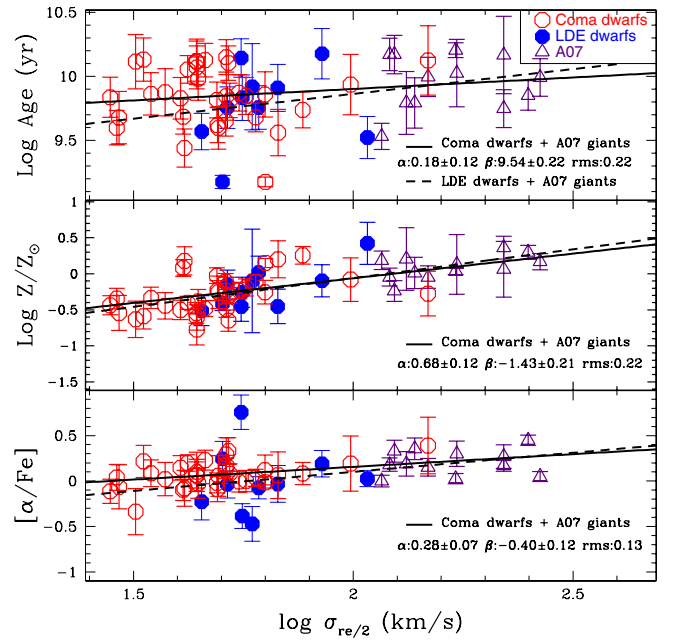 Coma dwarfs
LDE dwarfs
A07
Log Age (yr)
10.5
10
9.5
Coma dwarfs + A07 giants
α:0.18±0.12 β:9.54±0.22 rms:0.22
LDE dwarfs + A07 giants
Log Z/Z⊙
1
0.5
0
−0.5
−1
−1.5
Coma dwarfs + A07 giants
α:0.68±0.12 β:−1.43±0.21 rms:0.22
[α/Fe]
1
0.5
0
−0.5
−1
Coma dwarfs + A07 giants
α:0.28±0.07 β:−0.40±0.12 rms:0.13
1.5 2 2.5
log σre/2 (km/s)